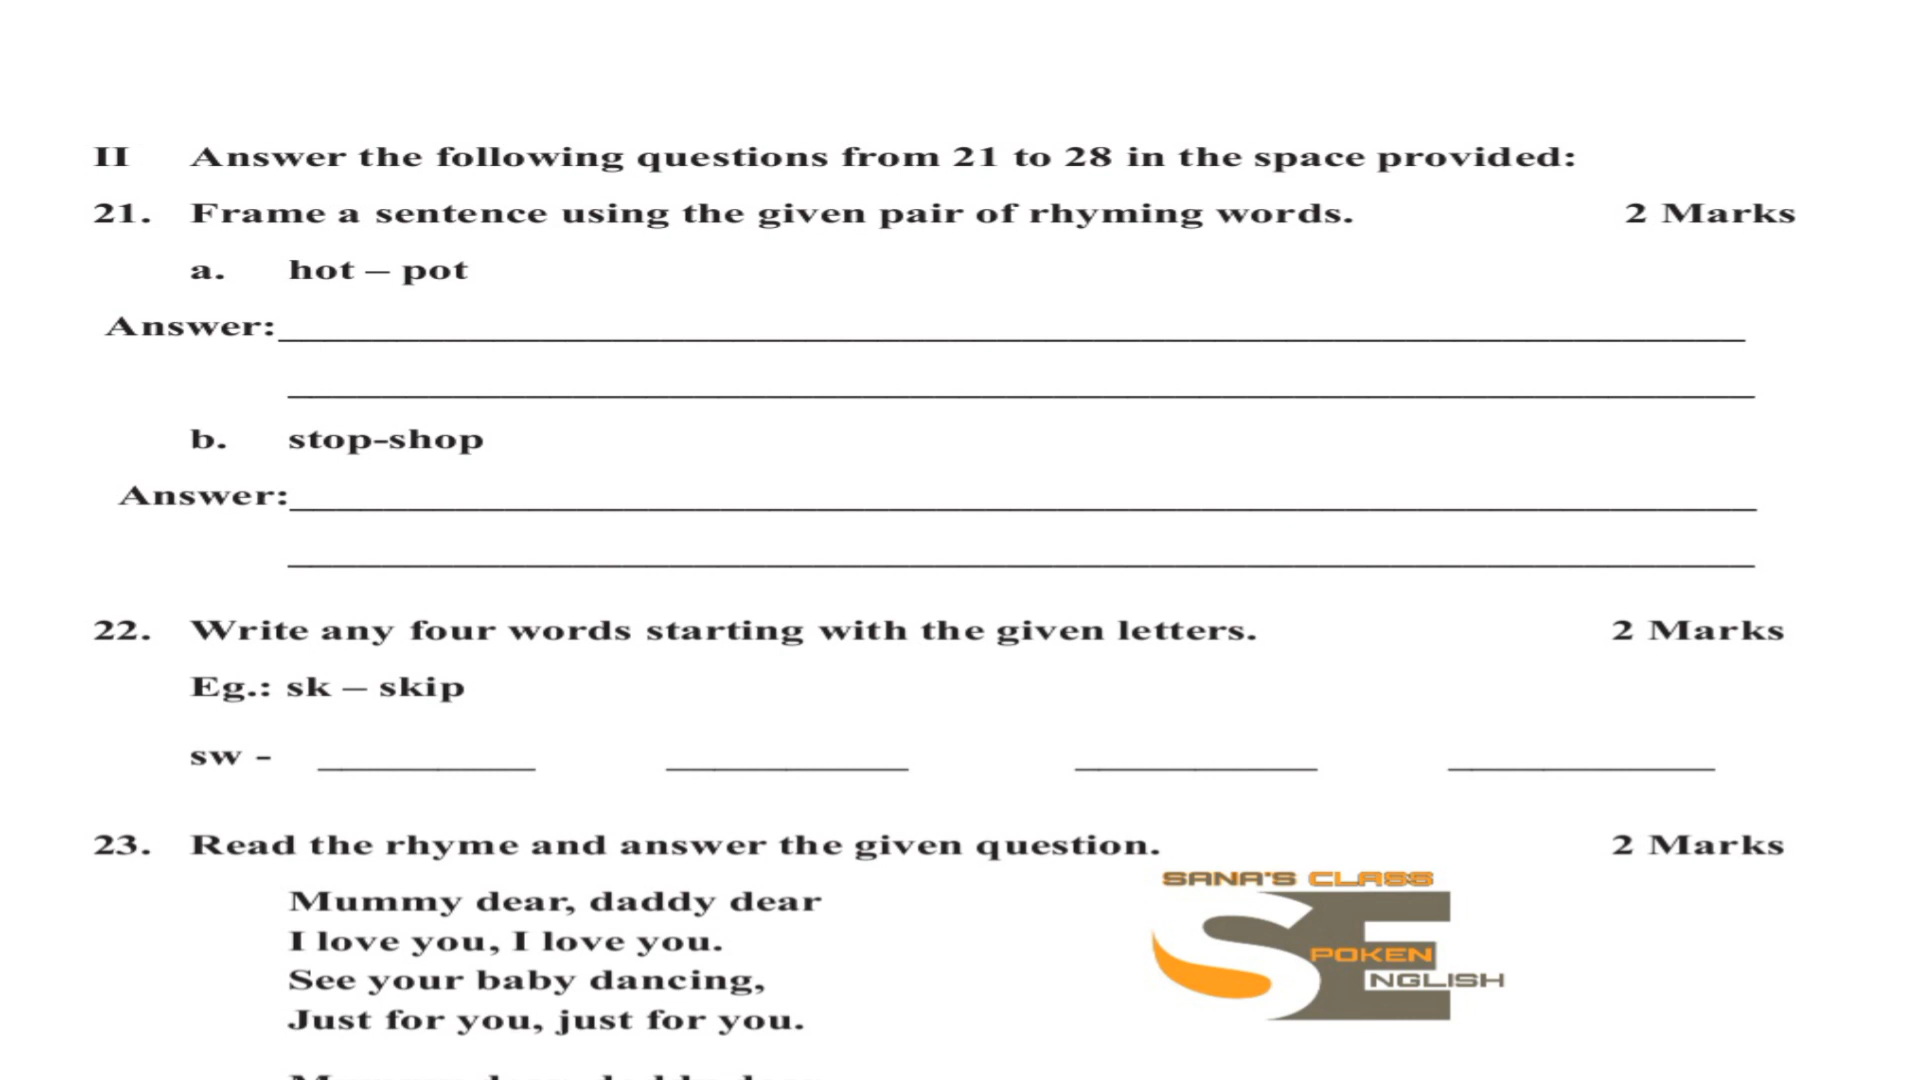 II Answer the following questions from 21 to 28 in the space provided:
21. Frame a sentence using the given pair of rhyming words. 2 Marks
a. hot – pot
Answer:
b. stop-shop
Answer:
22. Write any four words starting with the given letters. 2 Marks
Eg.: sk – skip
sw -
23. Read the rhyme and answer the given question. 2 Marks
Mummy dear, daddy dear
I love you, I love you.
See your baby dancing,
Just for you, just for you.
SANA'S CLASS
SPOKEN
ENGLISH